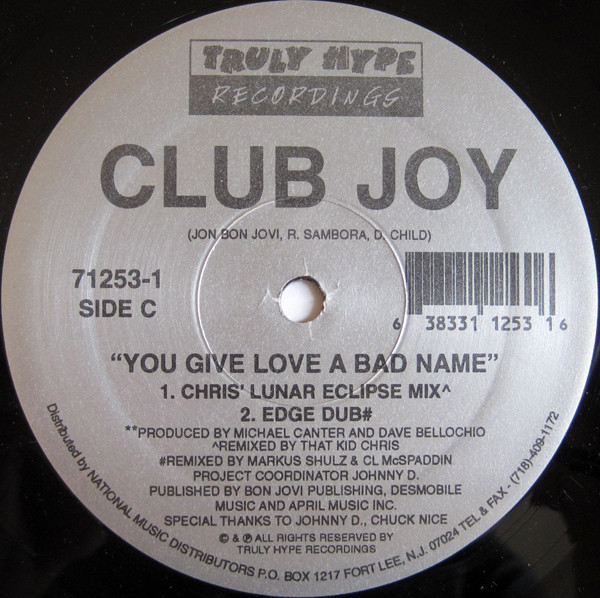 TRULY HYPE
RECORDINGS
CLUB JOY
(JON BON JOVI, R. SAMBORA, D. CHILD)
71253-1
SIDE C
6 38331 1253 1 6
"YOU GIVE LOVE A BAD NAME"
1. CHRIS' LUNAR ECLIPSE MIX^
2. EDGE DUB#
**PRODUCED BY MICHAEL CANTER AND DAVE BELLOCHIO
^REMIXED BY THAT KID CHRIS
#REMIXED BY MARKUS SHULZ & CL McSPADDIN
PROJECT COORDINATOR JOHNNY D.
PUBLISHED BY BON JOVI PUBLISHING, DESMOBILE
MUSIC AND APRIL MUSIC INC.
SPECIAL THANKS TO JOHNNY D., CHUCK NICE
© & ℗ ALL RIGHTS RESERVED BY
TRULY HYPE RECORDINGS
Distributed by NATIONAL MUSIC DISTRIBUTORS P.O. BOX 1217 FORT LEE, N.J. 07024 TEL & FAX - (718)-409-1172